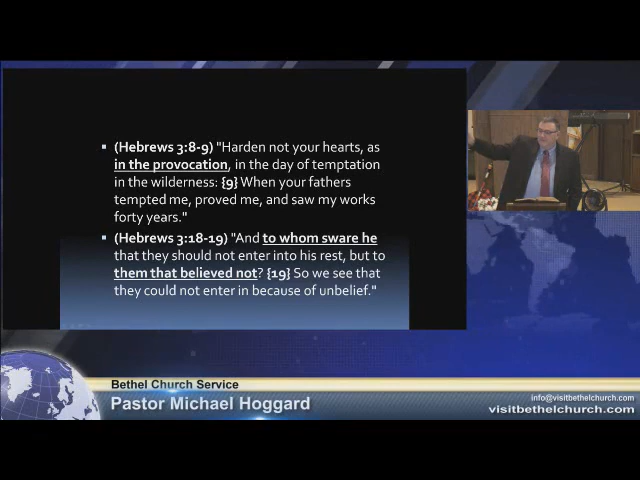 ▪ (Hebrews 3:8-9) "Harden not your hearts, as
in the provocation, in the day of temptation
in the wilderness: {9} When your fathers
tempted me, proved me, and saw my works
forty years."
▪ (Hebrews 3:18-19) "And to whom sware he
that they should not enter into his rest, but to
them that believed not? {19} So we see that
they could not enter in because of unbelief."
Bethel Church Service
Pastor Michael Hoggard
info@visitbethelchurch.com
visitbethelchurch.com